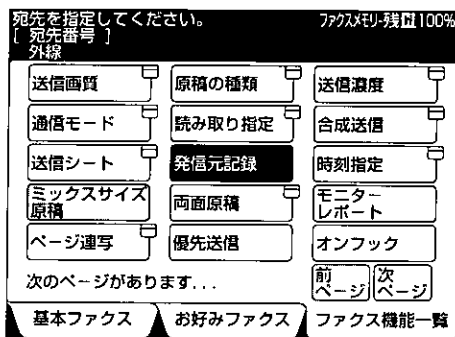 宛先を指定してください。 ファクスメモリー残 100%
[ 宛先番号 ]
外線
送信画質 原稿の種類 送信濃度
通信モード 読み取り指定 合成送信
送信シート 発信元記録 時刻指定
ミックスサイズ
原稿
両面原稿
モニター
レポート
ページ連写 優先送信 オンフック
次のページがあります...
前
ページ
次
ページ
基本ファクス お好みファクス ファクス機能一覧